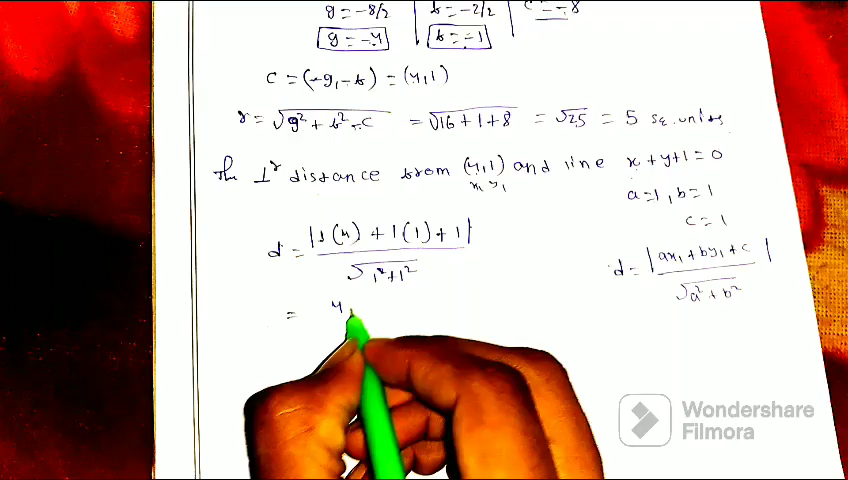 g = -8/2 | f = -2/2 | c = -8
g = -4 | f = -1
C = (-g, -f) = (4,1)
r = √g² + f² - c = √16 + 1 + 8 = √25 = 5 sq. units
The ⊥r distance from (4,1) and line x + y + 1 = 0
x₁ y₁
a = 1, b = 1
c = 1
d = |1(4) + 1(1) + 1| / √1² + 1²
d = |ax₁ + by₁ + c| / √a² + b²
= 4
Wondershare
Filmora